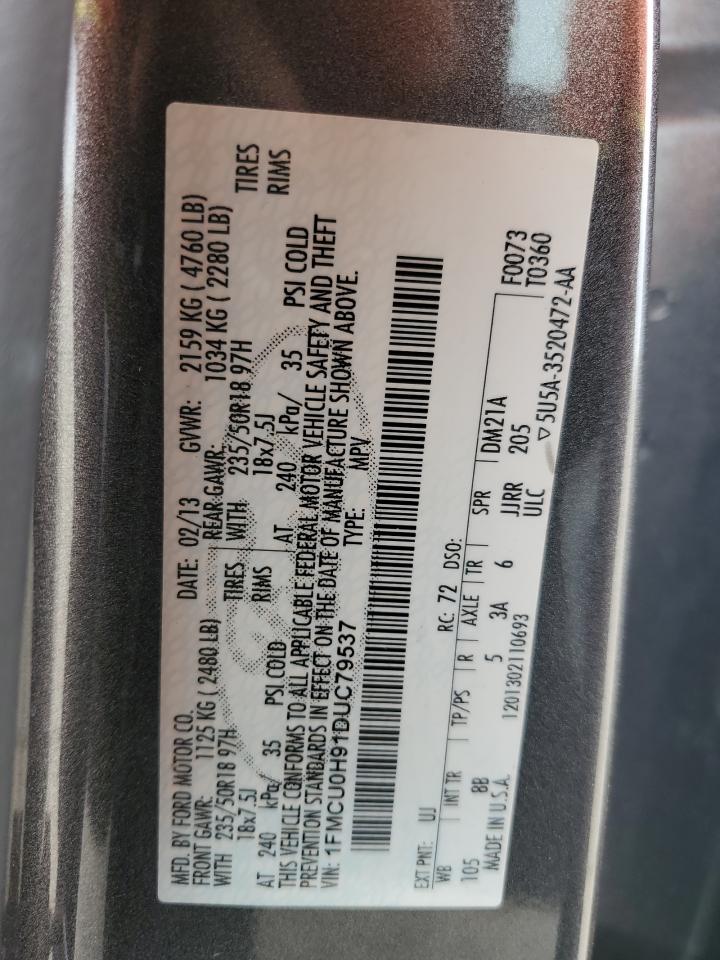 MFD. BY FORD MOTOR CO.
DATE: 02/13 GVWR: 2159 KG ( 4760 LB)
FRONT GAWR: 1125 KG ( 2480 LB) REAR GAWR: 1034 KG ( 2280 LB)
WITH 235/50R18 97H TIRES WITH 235/50R18 97H TIRES
18x7.5J RIMS 18x7.5J RIMS
AT 240 kPa/ 35 PSI COLD AT 240 kPa/ 35 PSI COLD
THIS VEHICLE CONFORMS TO ALL APPLICABLE FEDERAL MOTOR VEHICLE SAFETY AND THEFT
PREVENTION STANDARDS IN EFFECT ON THE DATE OF MANUFACTURE SHOWN ABOVE.
VIN: 1FMCU0H91DUC79537 TYPE: MPV
EXT PNT: UJ RC: 72 DSO: F0073
WB INT TR TP/PS R AXLE TR SPR DM21A T0360
105 8B 5 3A 6 JJRR 205
MADE IN U.S.A. 1201302110693 ULC ▽5U5A-3520472-AA